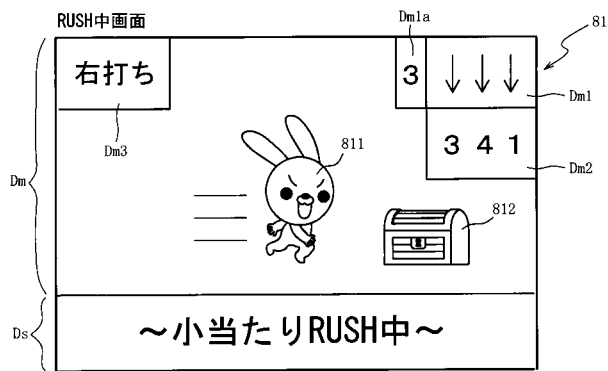 RUSH中画面
Dm1a
81
右打ち
3
↓ ↓ ↓
Dm1
Dm3
811
3 4 1
Dm2
Dm
812
Ds
～小当たりRUSH中～